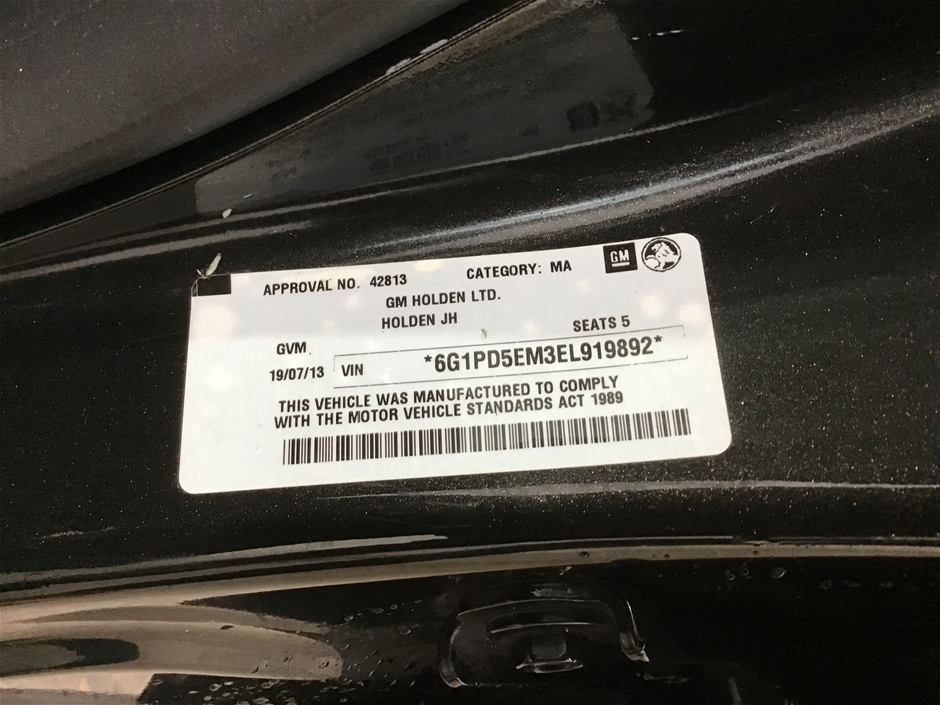 APPROVAL NO. 42813
CATEGORY: MA
GM
GM HOLDEN LTD.
HOLDEN JH
SEATS 5
GVM
19/07/13 VIN *6G1PD5EM3EL919892*
THIS VEHICLE WAS MANUFACTURED TO COMPLY
WITH THE MOTOR VEHICLE STANDARDS ACT 1989